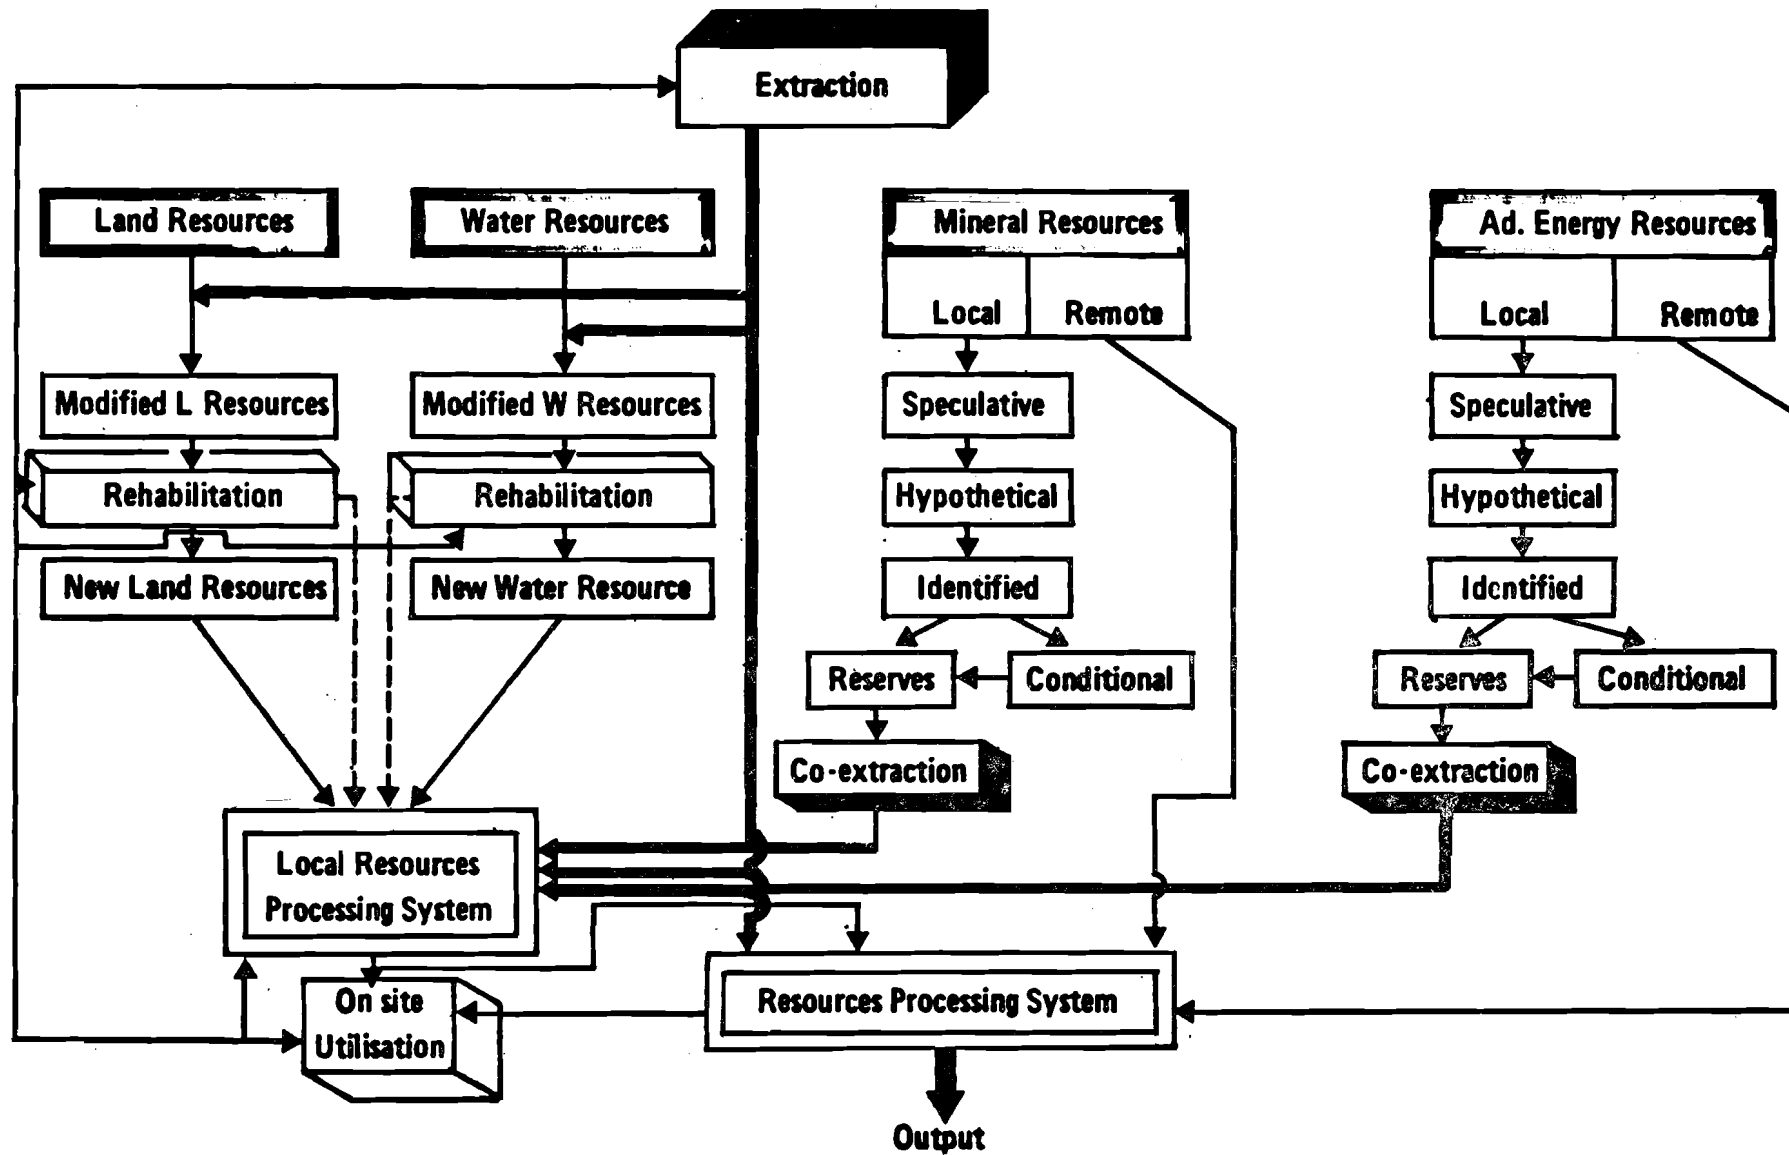 Extraction
Land Resources
Water Resources
Mineral Resources
Ad. Energy Resources
Local
Remote
Local
Remote
Modified L Resources
Modified W Resources
Speculative
Speculative
Rehabilitation
Rehabilitation
Hypothetical
Hypothetical
New Land Resources
New Water Resource
Identified
Identified
Reserves
Conditional
Reserves
Conditional
Co-extraction
Co-extraction
Local Resources
Processing System
On site
Utilisation
Resources Processing System
Output